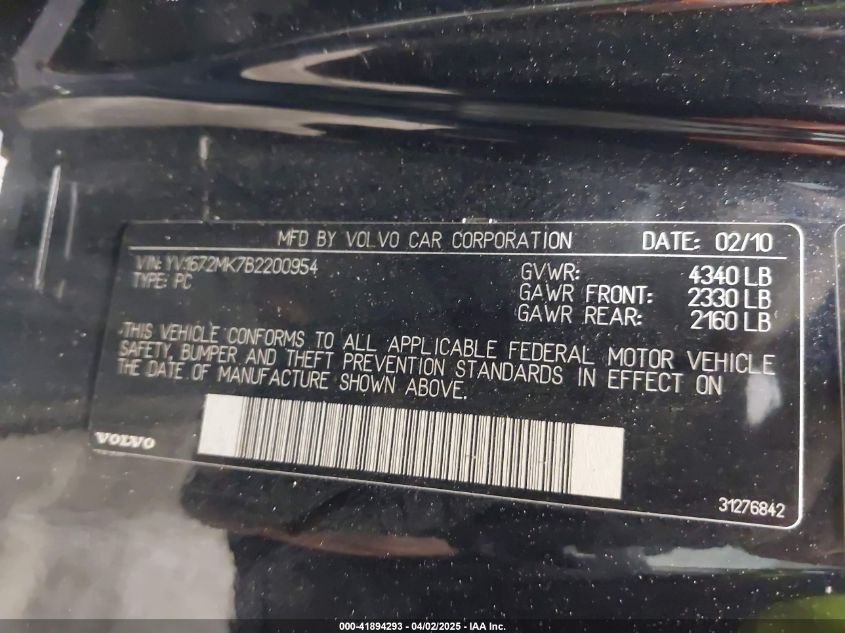 MFD BY VOLVO CAR CORPORATION DATE: 02/10
VIN: YV1672MK7B2200954
TYPE: PC
GVWR: 4340 LB
GAWR FRONT: 2330 LB
GAWR REAR: 2160 LB
THIS VEHICLE CONFORMS TO ALL APPLICABLE FEDERAL MOTOR VEHICLE
SAFETY, BUMPER AND THEFT PREVENTION STANDARDS IN EFFECT ON
THE DATE OF MANUFACTURE SHOWN ABOVE.
VOLVO
31276842
000-41894293 - 04/02/2025 - IAA Inc.